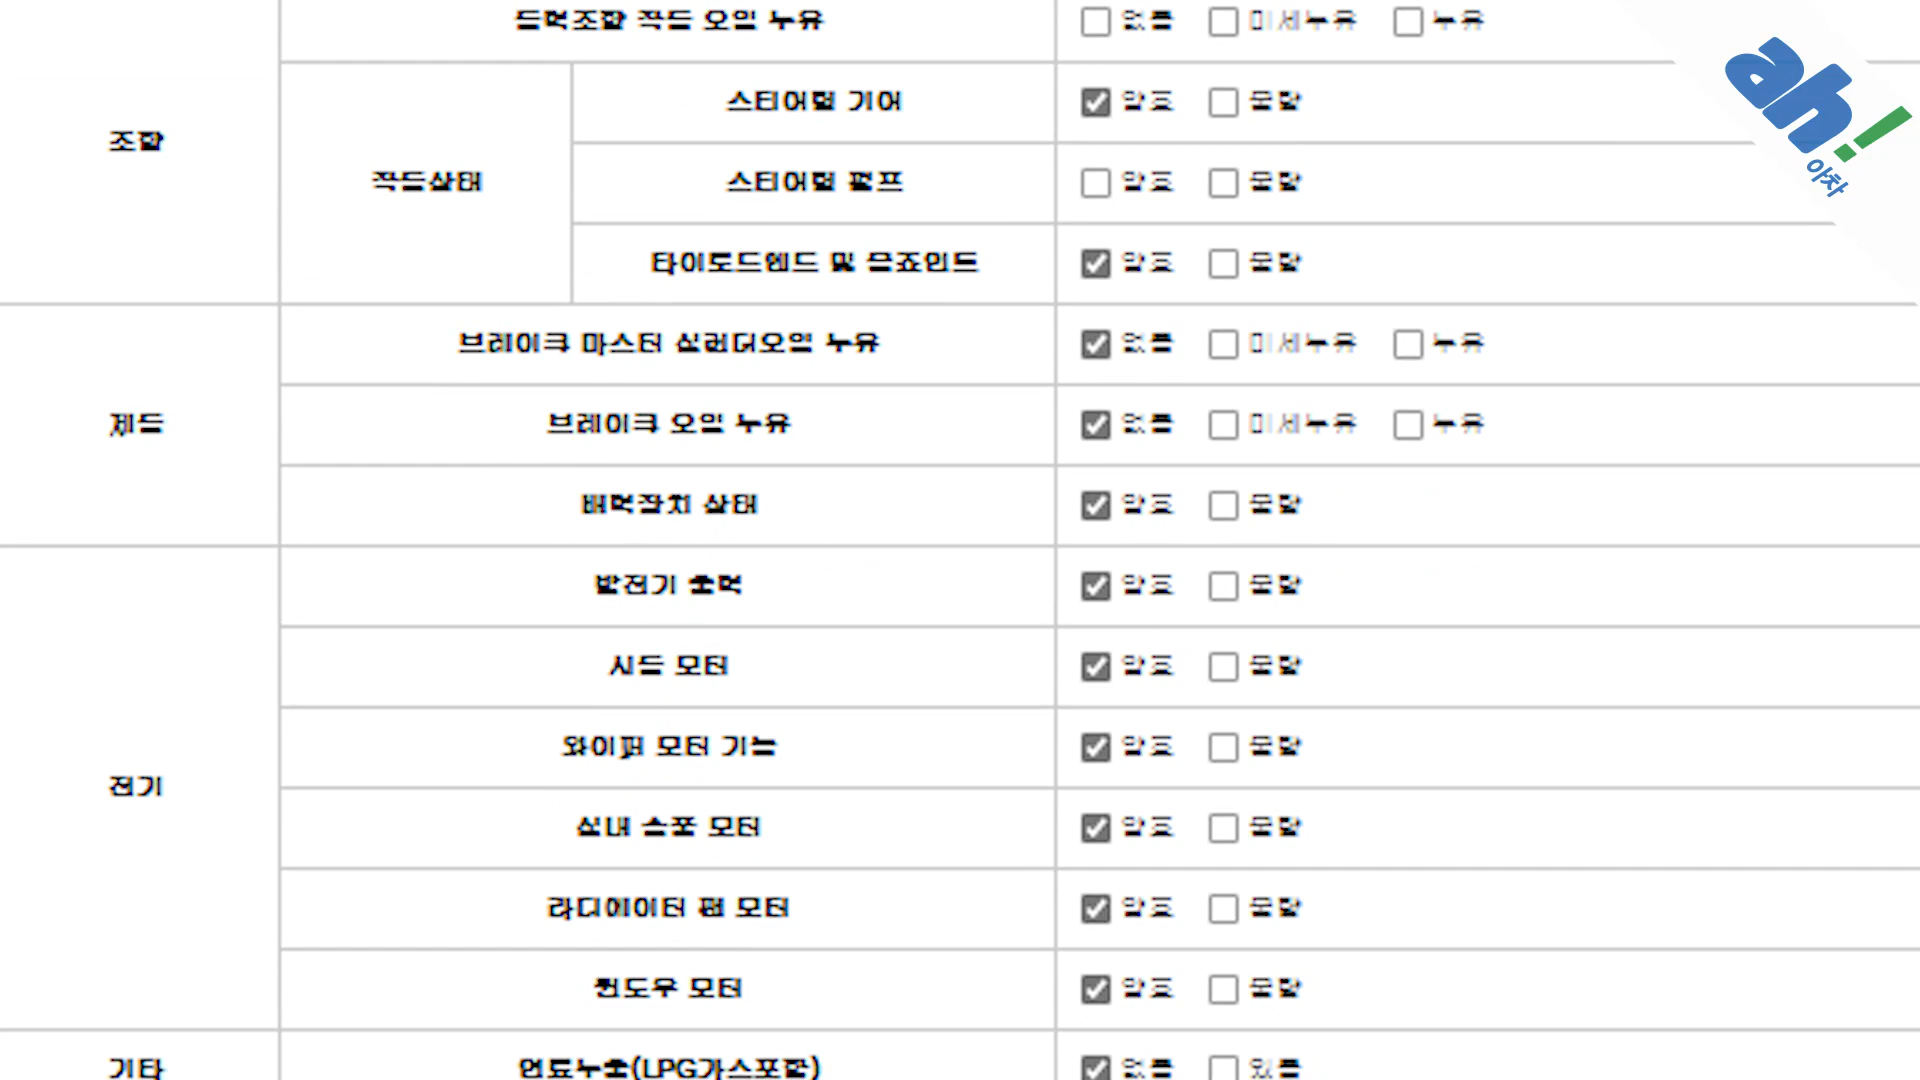 동력조향 작동 오일 누유 없음 미세누유 누유
조향
작동상태
스티어링 기어 양호 불량
스티어링 펌프 양호 불량
타이로드엔드 및 볼죠인트 양호 불량
제동
브레이크 마스터 실린더오일 누유 없음 미세누유 누유
브레이크 오일 누유 없음 미세누유 누유
배력장치 상태 양호 불량
전기
발전기 출력 양호 불량
시동 모터 양호 불량
와이퍼 모터 기능 양호 불량
실내 송풍 모터 양호 불량
라디에이터 팬 모터 양호 불량
윈도우 모터 양호 불량
기타
연료누출(LPG가스포함) 없음 있음
ah!
아차